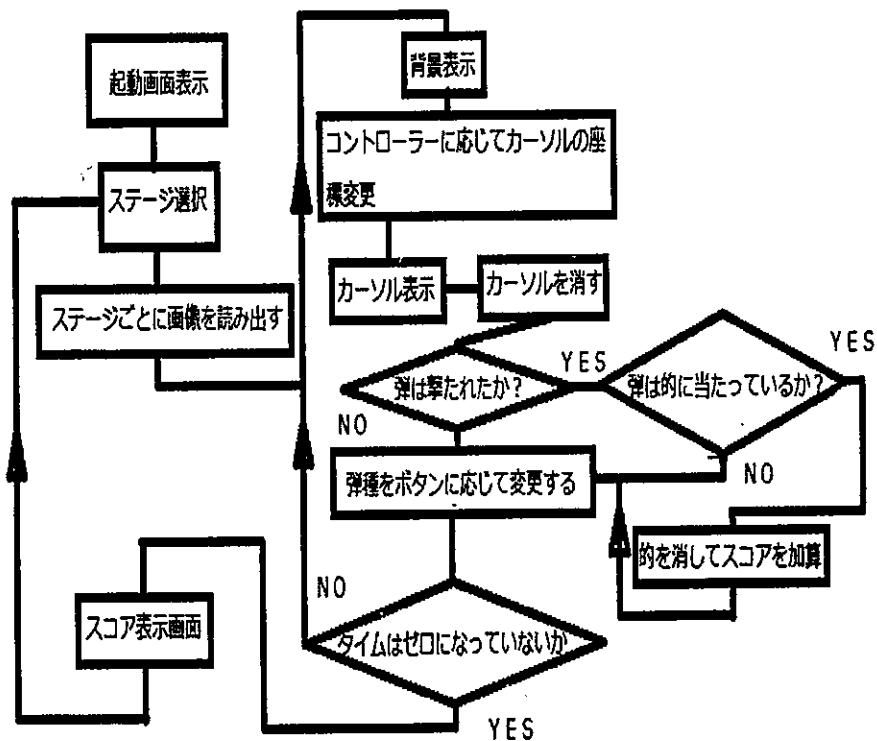 起動画面表示
ステージ選択
ステージごとに画像を読み出す
背景表示
コントローラーに応じてカーソルの座
標変更
カーソル表示
カーソルを消す
弾は撃たれたか?
YES
NO
弾は的に当たっているか?
YES
NO
的を消してスコアを加算
弾種をボタンに応じて変更する
タイムはゼロになっていないか
NO
YES
スコア表示画面